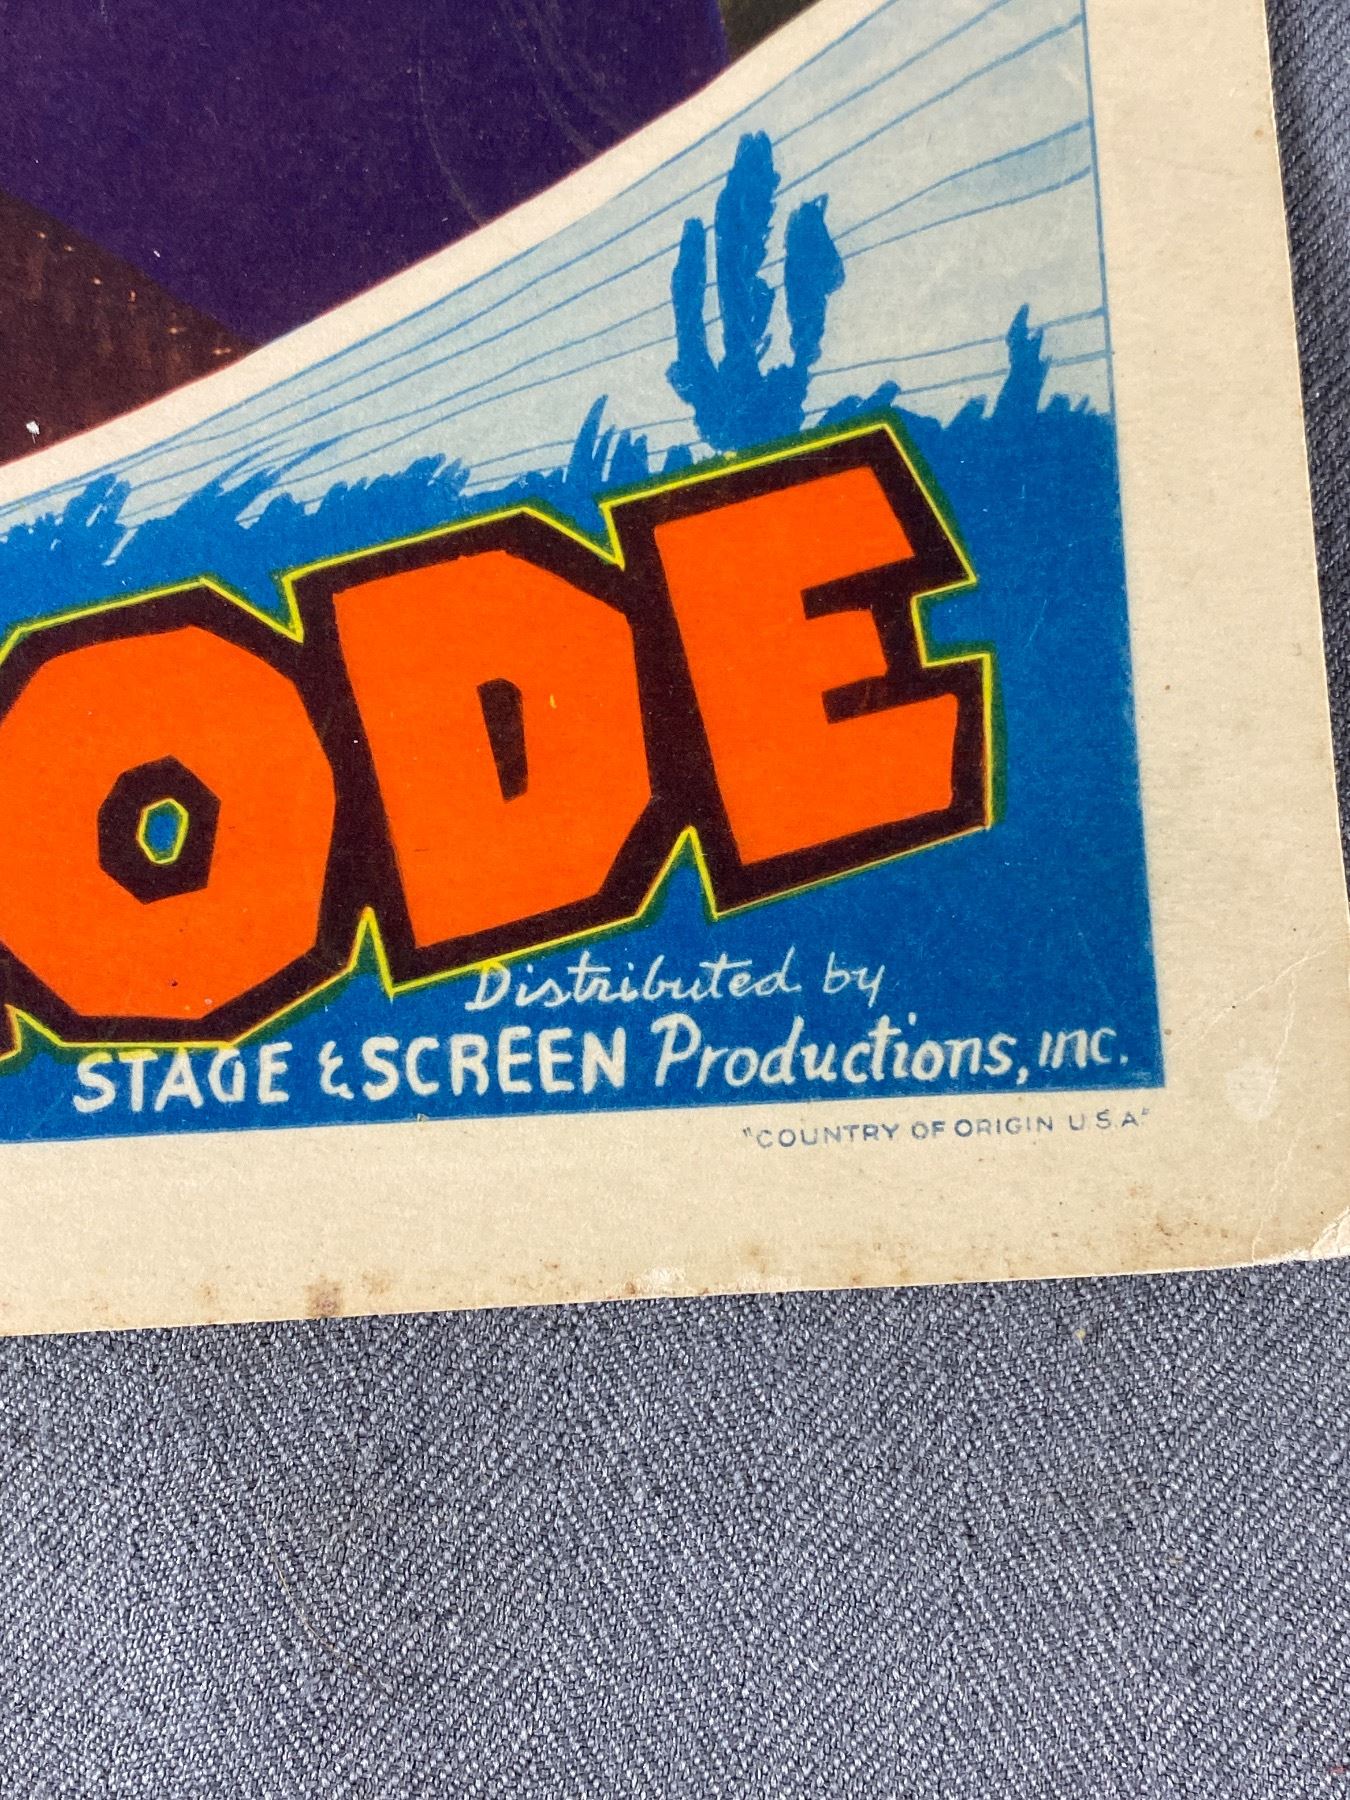 ODE
Distributed by
STAGE & SCREEN Productions, inc.
"COUNTRY OF ORIGIN U.S.A"